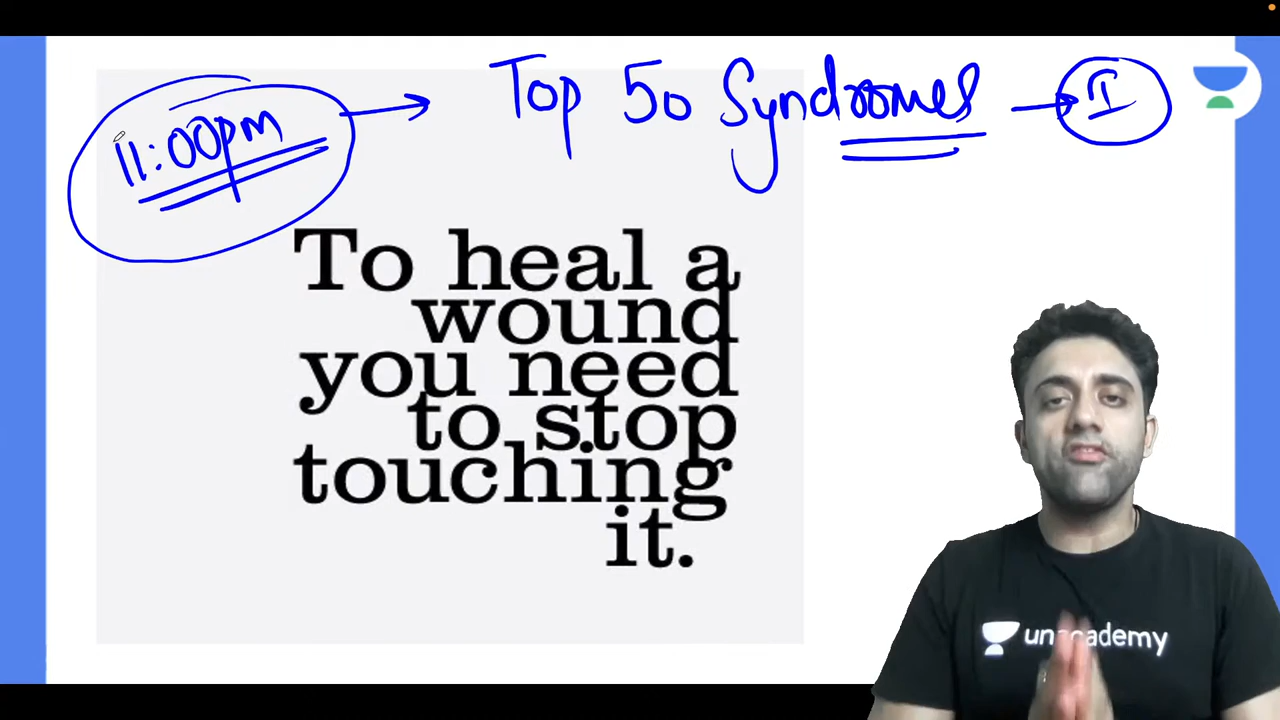 11:00pm → Top 50 Syndromes → I
To heal a
wound
you need
to stop
touching
it.
unacademy